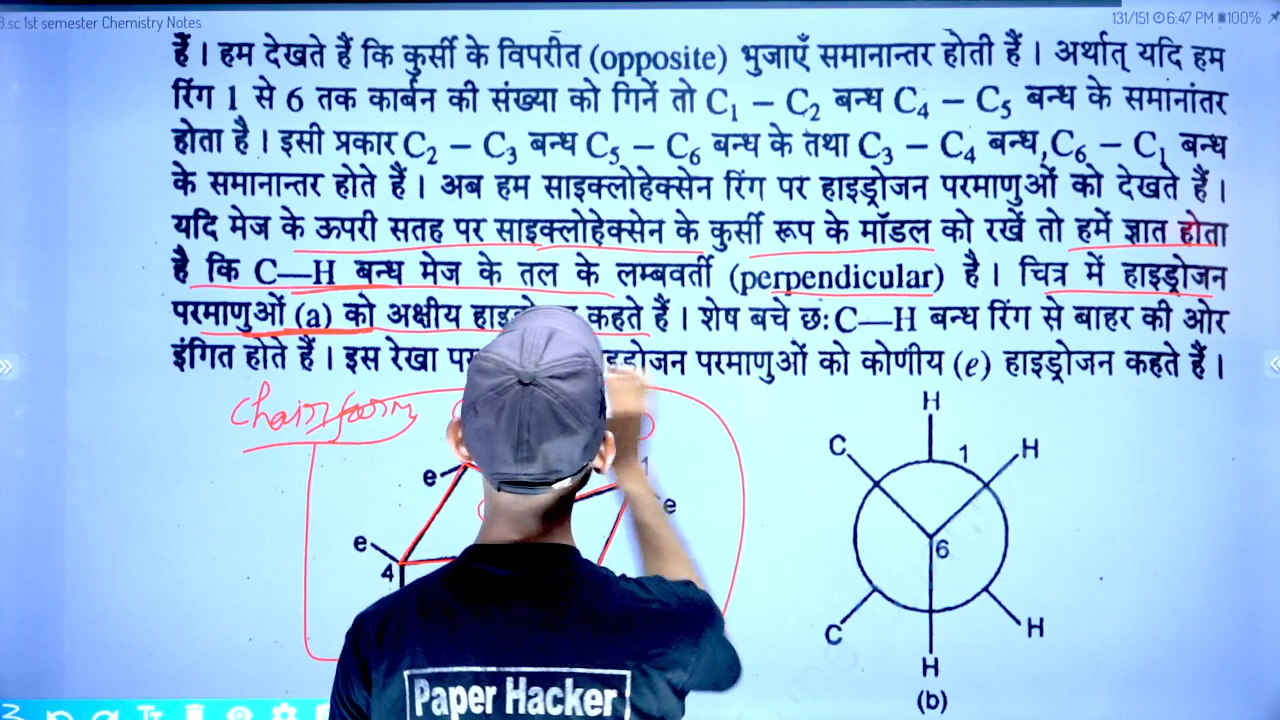 3.sc 1st semester Chemistry Notes
131/151 6:47 PM 100%
हैं। हम देखते हैं कि कुर्सी के विपरीत (opposite) भुजाएँ समानान्तर होती हैं। अर्थात् यदि हम
रिंग 1 से 6 तक कार्बन की संख्या को गिनें तो C₁ – C₂ बन्ध C₄ – C₅ बन्ध के समानांतर
होता है। इसी प्रकार C₂ – C₃ बन्ध C₅ – C₆ बन्ध के तथा C₃ – C₄ बन्ध, C₆ – C₁ बन्ध
के समानान्तर होते हैं। अब हम साइक्लोहेक्सेन रिंग पर हाइड्रोजन परमाणुओं को देखते हैं।
यदि मेज के ऊपरी सतह पर साइक्लोहेक्सेन के कुर्सी रूप के मॉडल को रखें तो हमें ज्ञात होता
है कि C—H बन्ध मेज के तल के लम्बवर्ती (perpendicular) है। चित्र में हाइड्रोजन
परमाणुओं (a) को अक्षीय कहते हैं। शेष बचे छः C—H बन्ध रिंग से बाहर की ओर
इंगित होते हैं। इस रेखा परमाणुओं को कोणीय (e) हाइड्रोजन कहते हैं।
chair form
H
C 1 H
e 1
e
6
e
4
C H
H
(b)
Paper Hacker